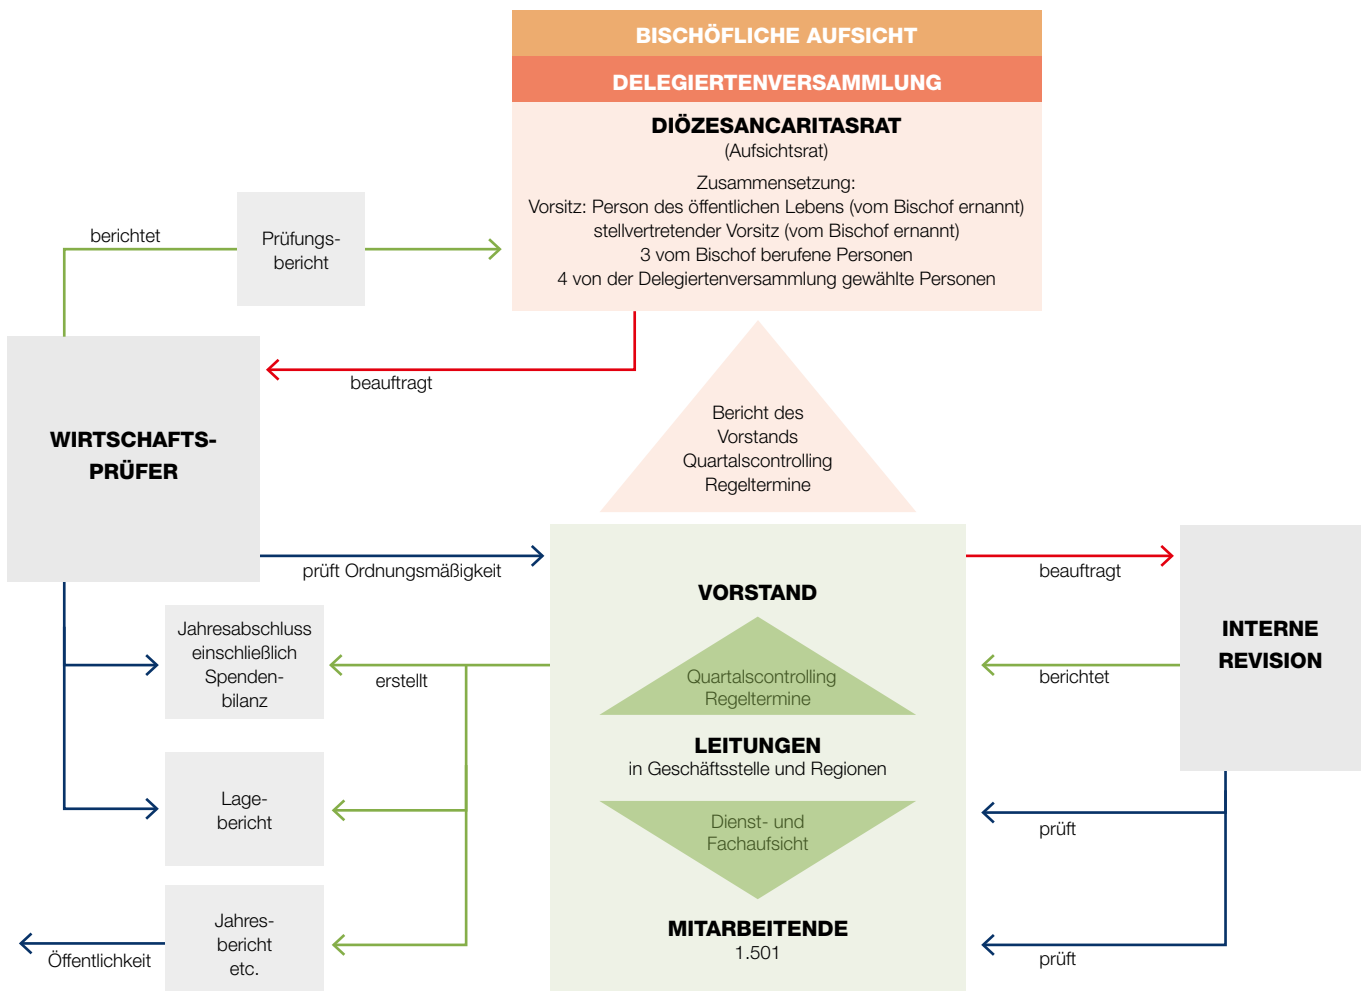 BISCHÖFLICHE AUFSICHT
DELEGIERTENVERSAMMLUNG
DIÖZESANCARITASRAT
(Aufsichtsrat)
Zusammensetzung:
Vorsitz: Person des öffentlichen Lebens (vom Bischof ernannt)
stellvertretender Vorsitz (vom Bischof ernannt)
3 vom Bischof berufene Personen
4 von der Delegiertenversammlung gewählte Personen
berichtet
Prüfungs-
bericht
beauftragt
WIRTSCHAFTS-
PRÜFER
Bericht des
Vorstands
Quartalscontrolling
Regeltermine
prüft Ordnungsmäßigkeit
beauftragt
VORSTAND
Jahresabschluss
einschließlich
Spenden-
bilanz
erstellt
Quartalscontrolling
Regeltermine
berichtet
INTERNE
REVISION
LEITUNGEN
in Geschäftsstelle und Regionen
Lage-
bericht
Dienst- und
Fachaufsicht
prüft
Jahres-
bericht
etc.
Öffentlichkeit
MITARBEITENDE
1.501
prüft